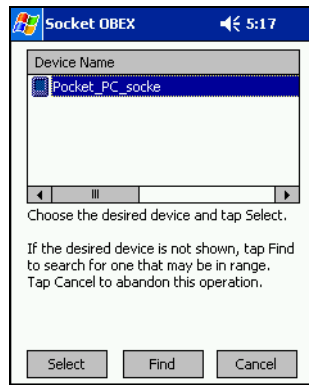 Socket OBEX 5:17
Device Name
Pocket_PC_socke
Choose the desired device and tap Select.
If the desired device is not shown, tap Find
to search for one that may be in range.
Tap Cancel to abandon this operation.
Select Find Cancel